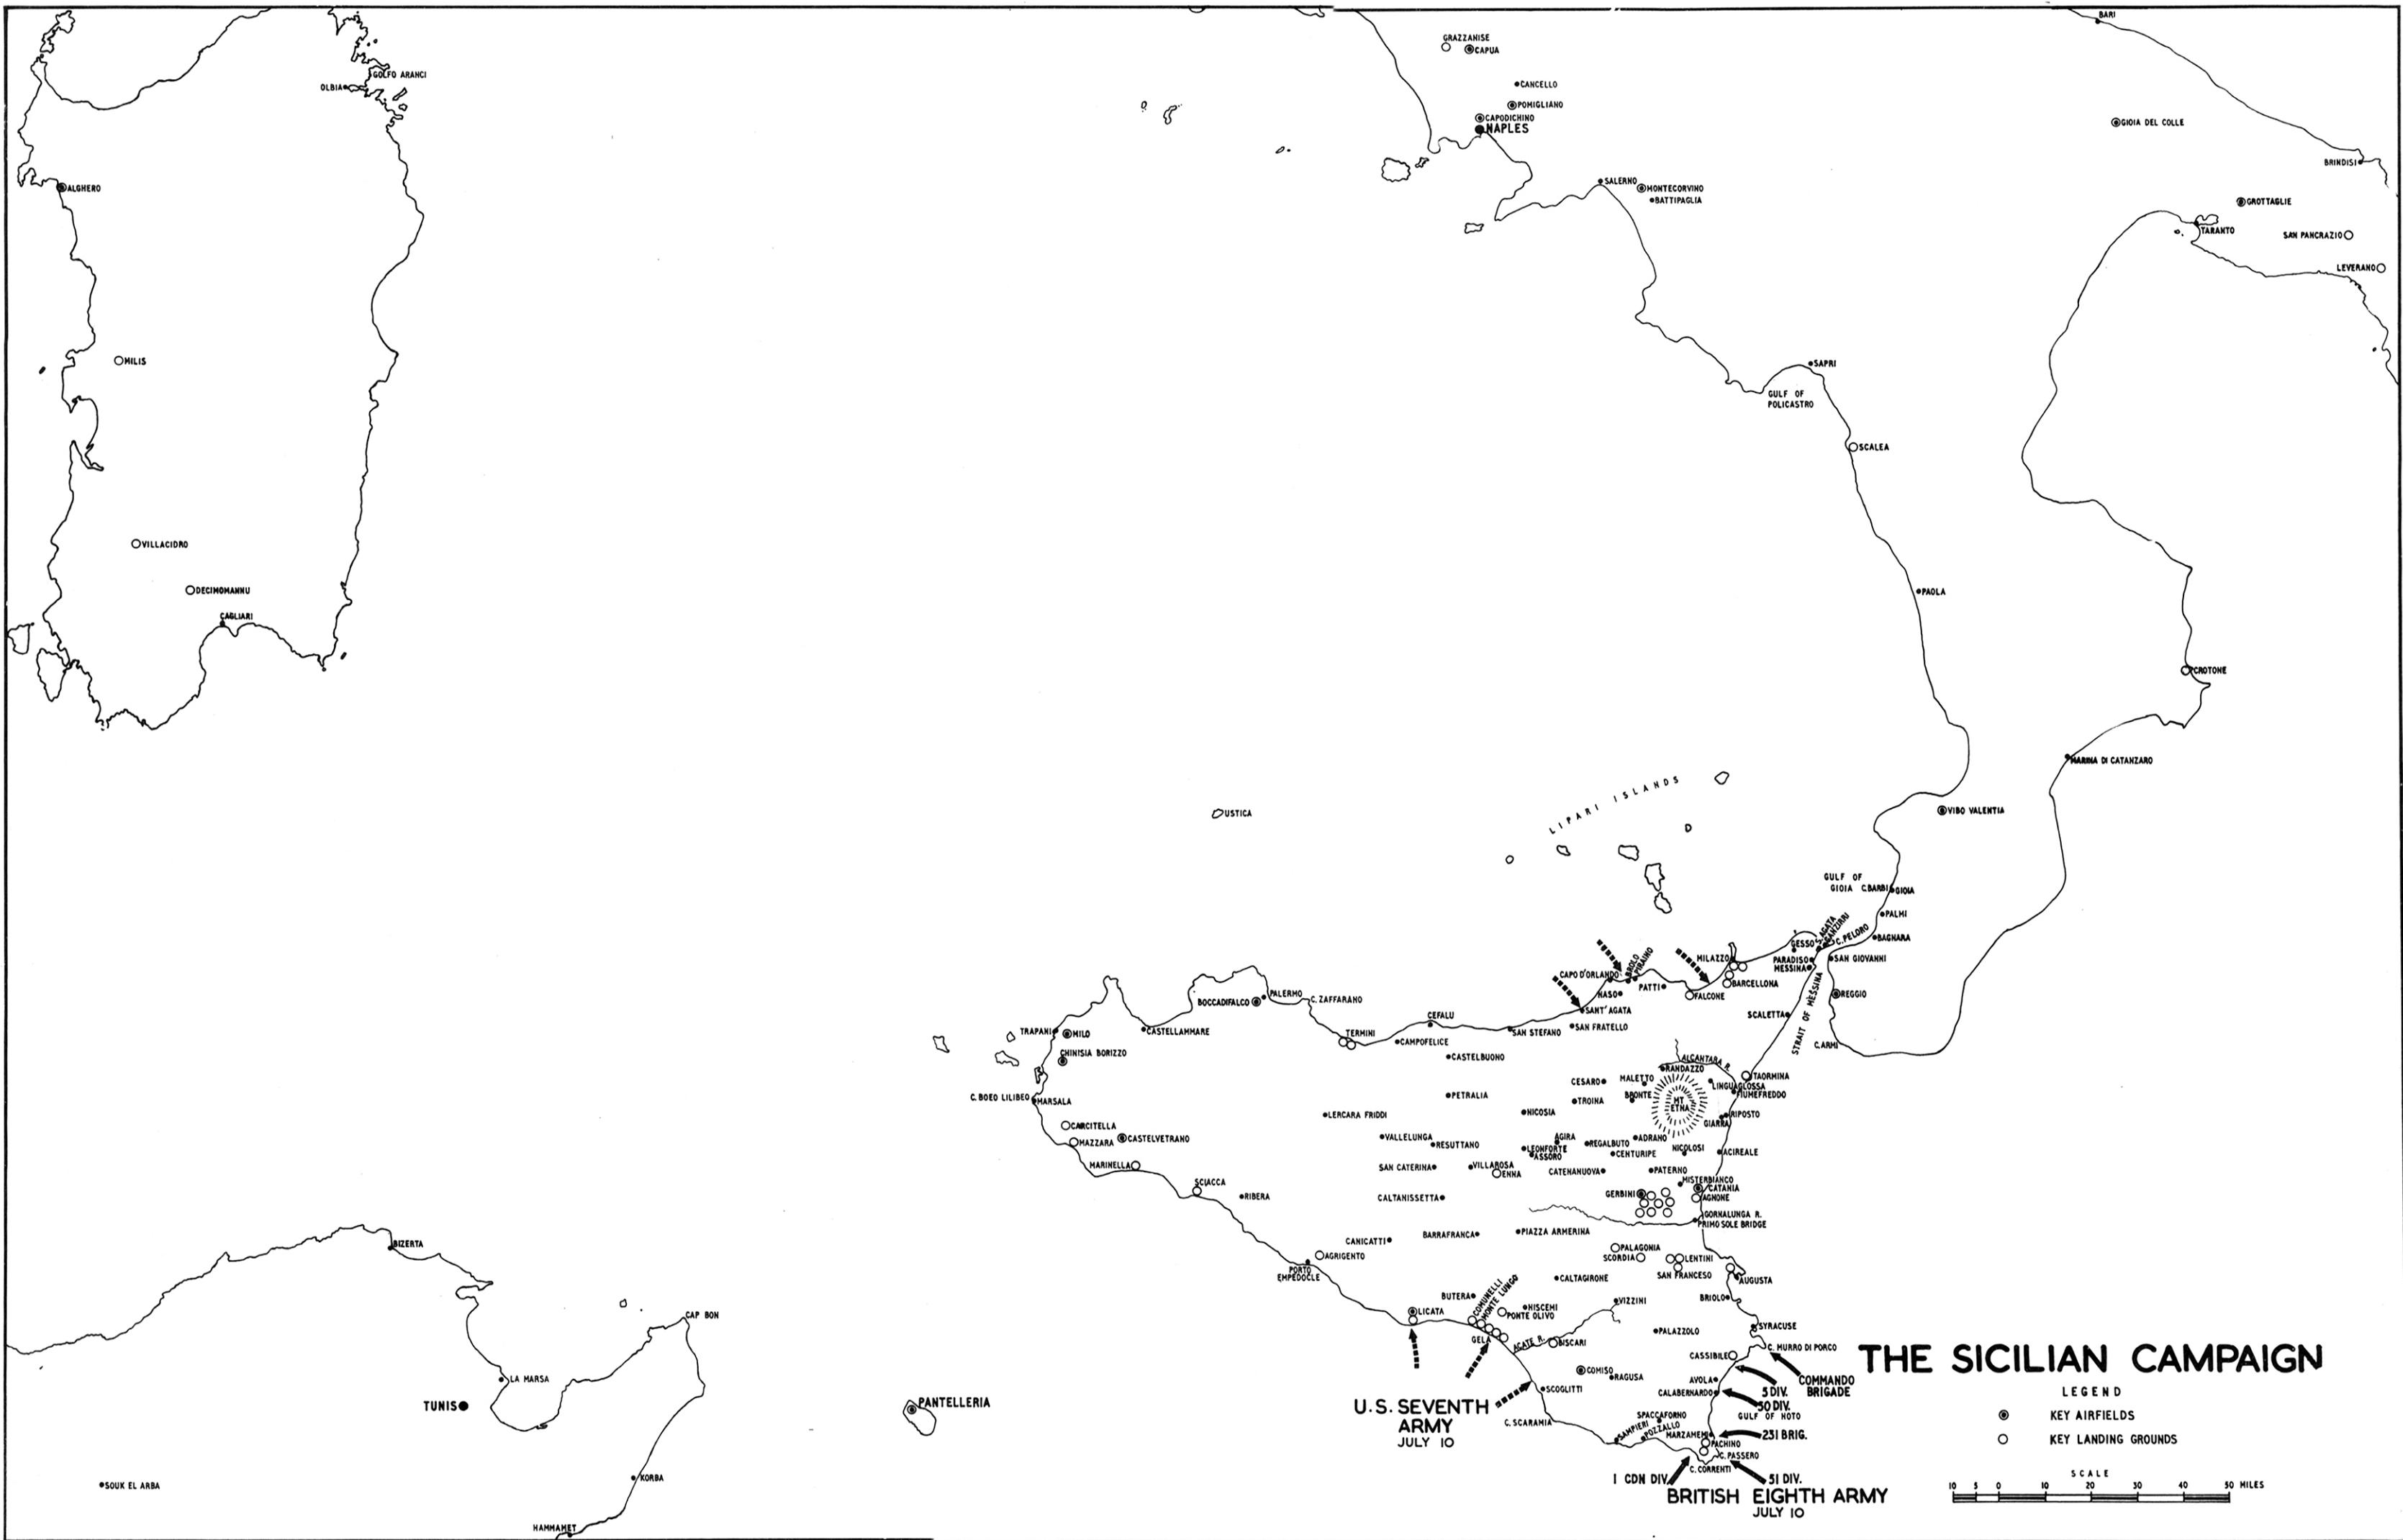 BARI
GRAZZANISE
CAPUA
GOLFO ARANCI
OLBIA
CANCELLO
POMIGLIANO
CAPODICHINO
NAPLES
GIOIA DEL COLLE
BRINDISI
ALGHERO
SALERNO
MONTECORVINO
BATTIPAGLIA
GROTTAGLIE
TARANTO
SAN PANCRAZIO
LEVERANO
MILIS
SAPRI
GULF OF
POLICASTRO
SCALEA
VILLACIDRO
DECIMOMANNU
CAGLIARI
PAOLA
CROTONE
MARINA DI CATANZARO
LIPARI ISLANDS
USTICA
VIBO VALENTIA
GULF OF
GIOIA
C.BARBI
GIOIA
PALMI
BAGNARA
C. PELORO
S. AGATA
GANZIRRI
GESSO
PARADISO
MESSINA
SAN GIOVANNI
REGGIO
STRAIT OF MESSINA
C.ARMI
SCALETTA
MILAZZO
BARCELLONA
FALCONE
PATTI
BROLO
PIRAINO
CAPO D'ORLANDO
NASO
SANT' AGATA
SAN FRATELLO
SAN STEFANO
CEFALU
CAMPOFELICE
CASTELBUONO
TERMINI
C. ZAFFARANO
PALERMO
BOCCADIFALCO
CASTELLAMMARE
TRAPANI
MILO
CHINISIA BORIZZO
C. BOEO LILIBEO
MARSALA
CARCITELLA
MAZZARA
CASTELVETRANO
MARINELLA
SCIACCA
RIBERA
LERCARA FRIDDI
PETRALIA
VALLELUNGA
RESUTTANO
SAN CATERINA
VILLAROSA
ENNA
CALTANISSETTA
NICOSIA
CESARO
TROINA
MALETTO
BRONTE
RANDAZZO
ALCANTARA R.
MT
ETNA
LINGUAGLOSSA
TAORMINA
FIUMEFREDDO
RIPOSTO
GIARRA
ADRANO
NICOLOSI
ACIREALE
AGIRA
LEONFORTE
ASSORO
REGALBUTO
CENTURIPE
CATENANUOVA
PATERNO
MISTERBIANCO
CATANIA
AGNONE
GERBINI
GORNALUNGA R.
PRIMO SOLE BRIDGE
PIAZZA ARMERINA
BARRAFRANCA
CANICATTI
AGRIGENTO
PORTO
EMPEDOCLE
PALAGONIA
SCORDIA
LENTINI
SAN FRANCESO
AUGUSTA
BRIOLO
CALTAGIRONE
BUTERA
COMUNELLI
MONTE LUNGO
NISCEMI
PONTE OLIVO
VIZZINI
LICATA
GELA
AGATE R.
BISCARI
PALAZZOLO
SYRACUSE
C. MURRO DI PORCO
CASSIBILE
COMISO
RAGUSA
AVOLA
CALABERNARDO
SCOGLITTI
C. SCARAMIA
SPACCAFORNO
SAMPIERI
POZZALLO
MARZAMEMI
PACHINO
C. PASSERO
C. CORRENTI
GULF OF NOTO
COMMANDO
BRIGADE
5 DIV.
50 DIV.
231 BRIG.
51 DIV.
1 CDN DIV.
BRITISH EIGHTH ARMY
JULY 10
U.S. SEVENTH
ARMY
JULY 10
BIZERTA
CAP BON
LA MARSA
TUNIS
PANTELLERIA
KORBA
SOUK EL ARBA
HAMMAMET
THE SICILIAN CAMPAIGN
LEGEND
KEY AIRFIELDS
KEY LANDING GROUNDS
SCALE
10 5 0 10 20 30 40 50 MILES